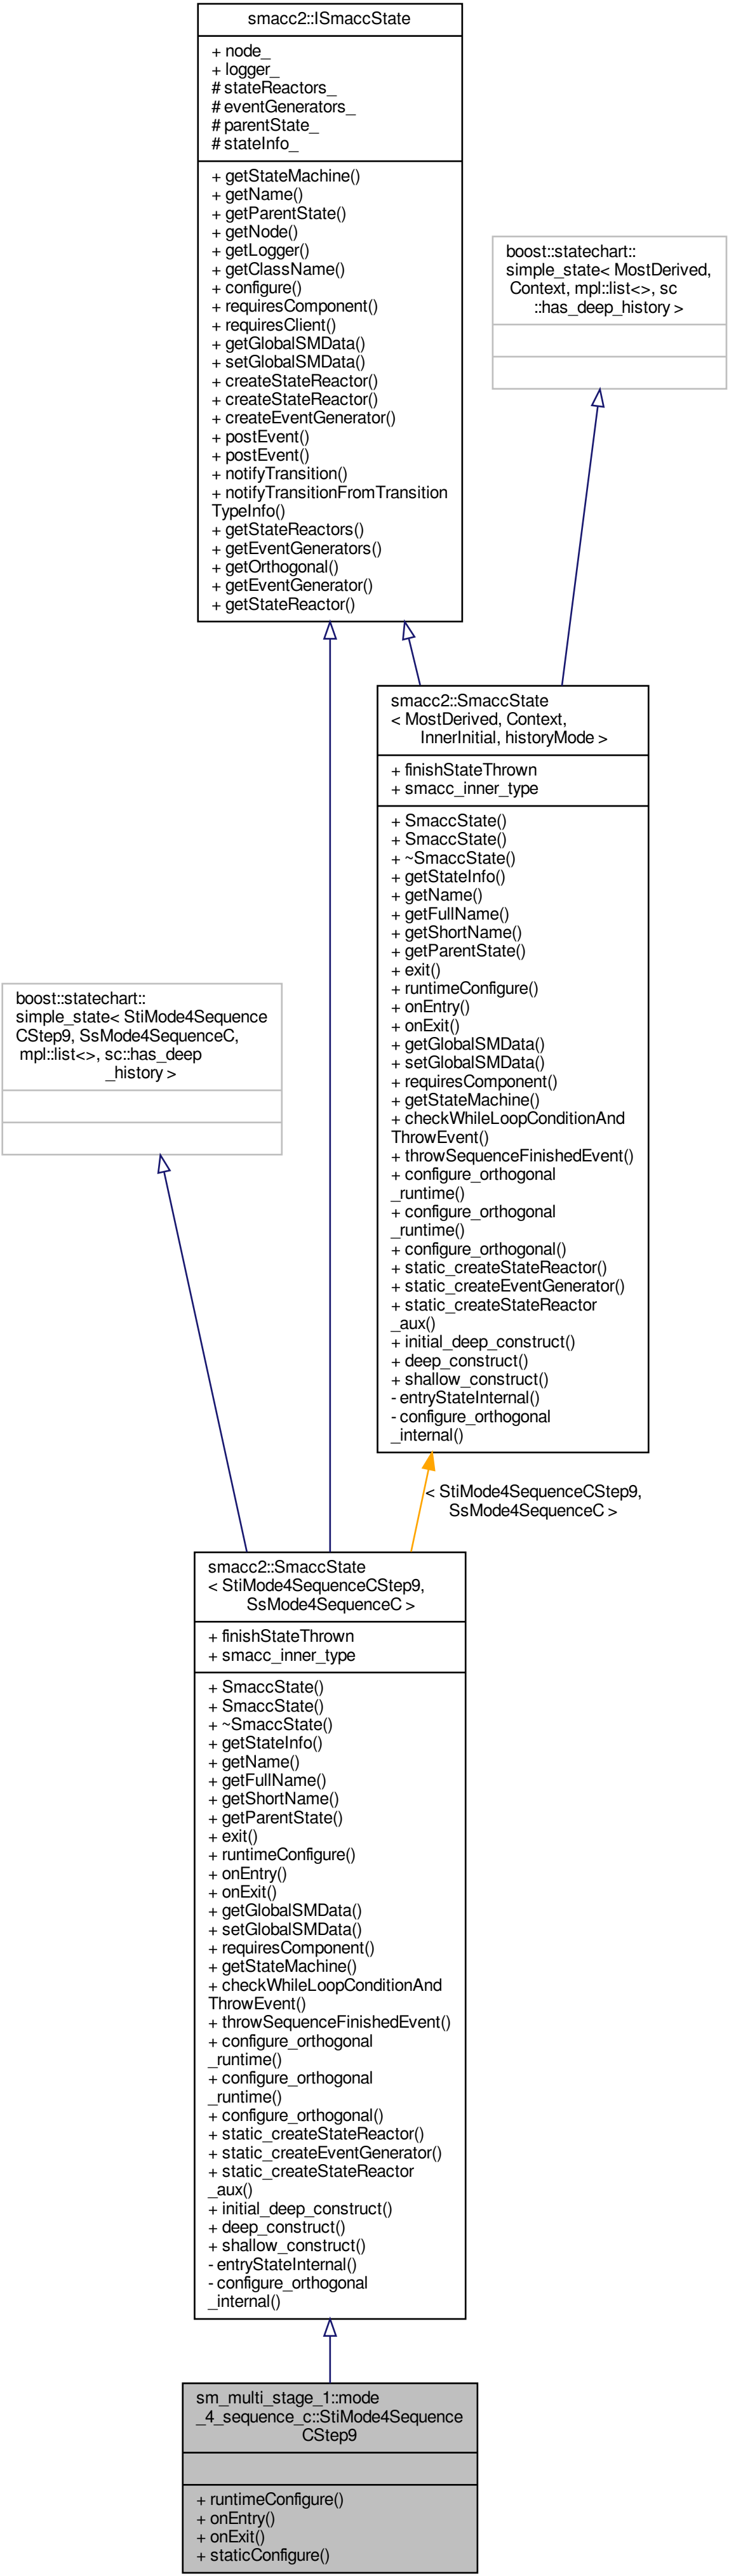 smacc2::ISmaccState
+ node_
+ logger_
# stateReactors_
# eventGenerators_
# parentState_
# stateInfo_
+ getStateMachine()
+ getName()
+ getParentState()
+ getNode()
+ getLogger()
+ getClassName()
+ configure()
+ requiresComponent()
+ requiresClient()
+ getGlobalSMData()
+ setGlobalSMData()
+ createStateReactor()
+ createStateReactor()
+ createEventGenerator()
+ postEvent()
+ postEvent()
+ notifyTransition()
+ notifyTransitionFromTransition
TypeInfo()
+ getStateReactors()
+ getEventGenerators()
+ getOrthogonal()
+ getEventGenerator()
+ getStateReactor()
boost::statechart::
simple_state< MostDerived,
Context, mpl::list<>, sc
::has_deep_history >
smacc2::SmaccState
< MostDerived, Context,
InnerInitial, historyMode >
+ finishStateThrown
+ smacc_inner_type
+ SmaccState()
+ SmaccState()
+ ~SmaccState()
+ getStateInfo()
+ getName()
+ getFullName()
+ getShortName()
+ getParentState()
+ exit()
+ runtimeConfigure()
+ onEntry()
+ onExit()
+ getGlobalSMData()
+ setGlobalSMData()
+ requiresComponent()
+ getStateMachine()
+ checkWhileLoopConditionAnd
ThrowEvent()
+ throwSequenceFinishedEvent()
+ configure_orthogonal
_runtime()
+ configure_orthogonal
_runtime()
+ configure_orthogonal()
+ static_createStateReactor()
+ static_createEventGenerator()
+ static_createStateReactor
_aux()
+ initial_deep_construct()
+ deep_construct()
+ shallow_construct()
- entryStateInternal()
- configure_orthogonal
_internal()
boost::statechart::
simple_state< StiMode4Sequence
CStep9, SsMode4SequenceC,
mpl::list<>, sc::has_deep
_history >
< StiMode4SequenceCStep9,
SsMode4SequenceC >
smacc2::SmaccState
< StiMode4SequenceCStep9,
SsMode4SequenceC >
+ finishStateThrown
+ smacc_inner_type
+ SmaccState()
+ SmaccState()
+ ~SmaccState()
+ getStateInfo()
+ getName()
+ getFullName()
+ getShortName()
+ getParentState()
+ exit()
+ runtimeConfigure()
+ onEntry()
+ onExit()
+ getGlobalSMData()
+ setGlobalSMData()
+ requiresComponent()
+ getStateMachine()
+ checkWhileLoopConditionAnd
ThrowEvent()
+ throwSequenceFinishedEvent()
+ configure_orthogonal
_runtime()
+ configure_orthogonal
_runtime()
+ configure_orthogonal()
+ static_createStateReactor()
+ static_createEventGenerator()
+ static_createStateReactor
_aux()
+ initial_deep_construct()
+ deep_construct()
+ shallow_construct()
- entryStateInternal()
- configure_orthogonal
_internal()
sm_multi_stage_1::mode
_4_sequence_c::StiMode4Sequence
CStep9
+ runtimeConfigure()
+ onEntry()
+ onExit()
+ staticConfigure()